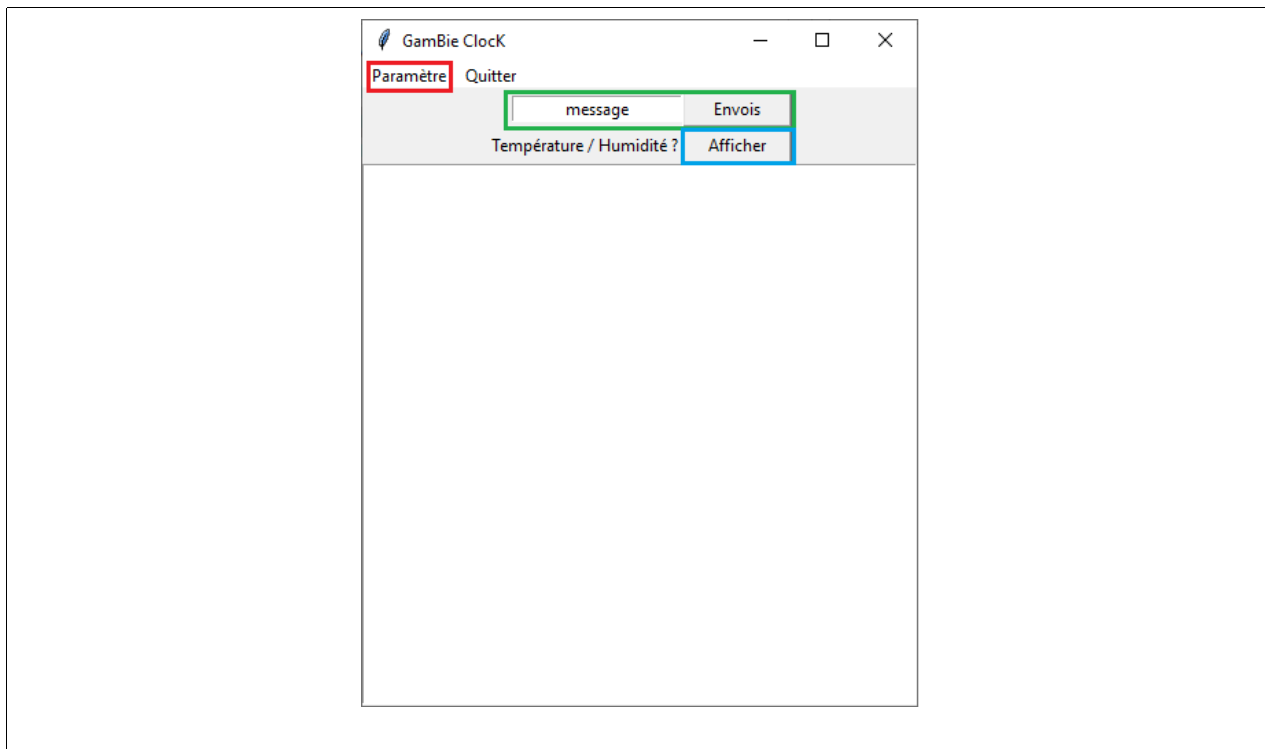 GamBie ClocK
Paramètre Quitter
message Envois
Température / Humidité ? Afficher